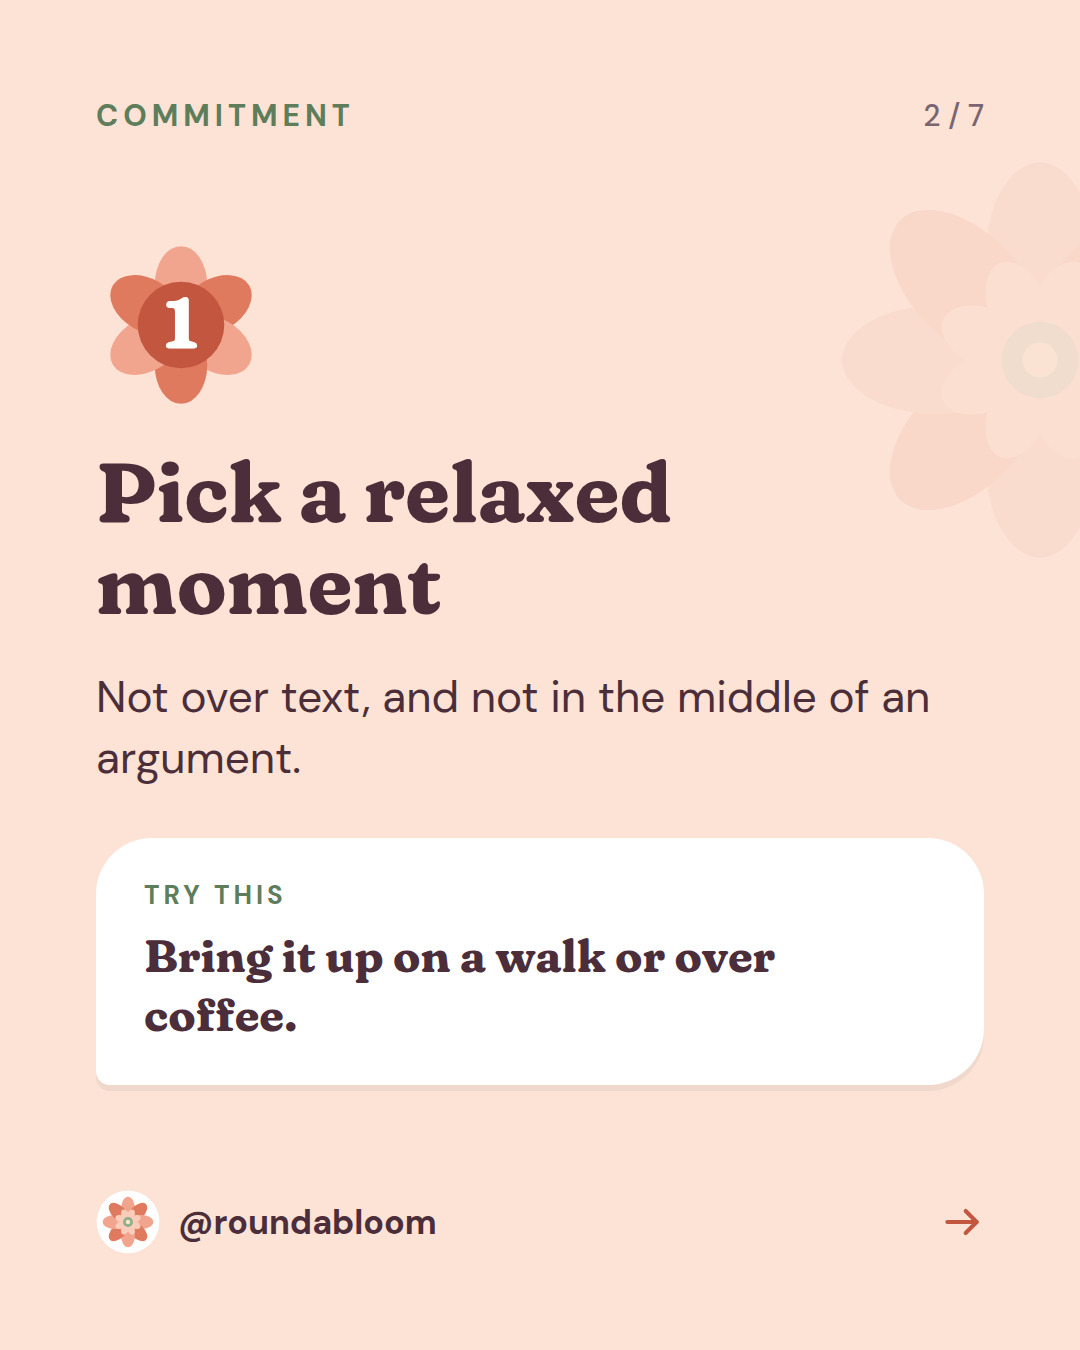 COMMITMENT
2 / 7
1
Pick a relaxed
moment
Not over text, and not in the middle of an
argument.
TRY THIS
Bring it up on a walk or over
coffee.
@roundabloom
→